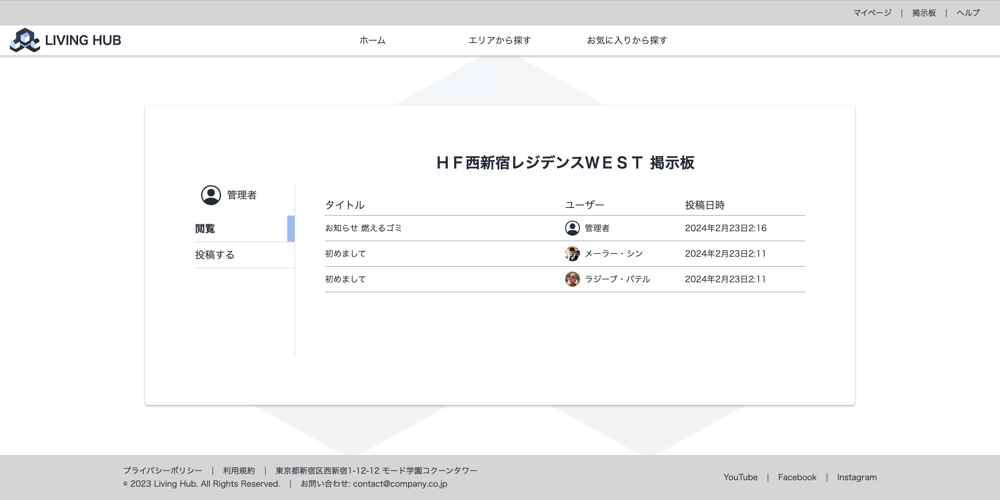 マイページ | 掲示板 | ヘルプ
LIVING HUB
ホーム エリアから探す お気に入りから探す
ＨＦ西新宿レジデンスＷＥＳＴ 掲示板
管理者
閲覧
投稿する
タイトル ユーザー 投稿日時
お知らせ 燃えるゴミ 管理者 2024年2月23日2:16
初めまして メーラー・シン 2024年2月23日2:11
初めまして ラジーブ・パテル 2024年2月23日2:11
プライバシーポリシー | 利用規約 | 東京都新宿区西新宿1-12-12 モード学園コクーンタワー
© 2023 Living Hub. All Rights Reserved. | お問い合わせ: contact@company.co.jp
YouTube | Facebook | Instagram